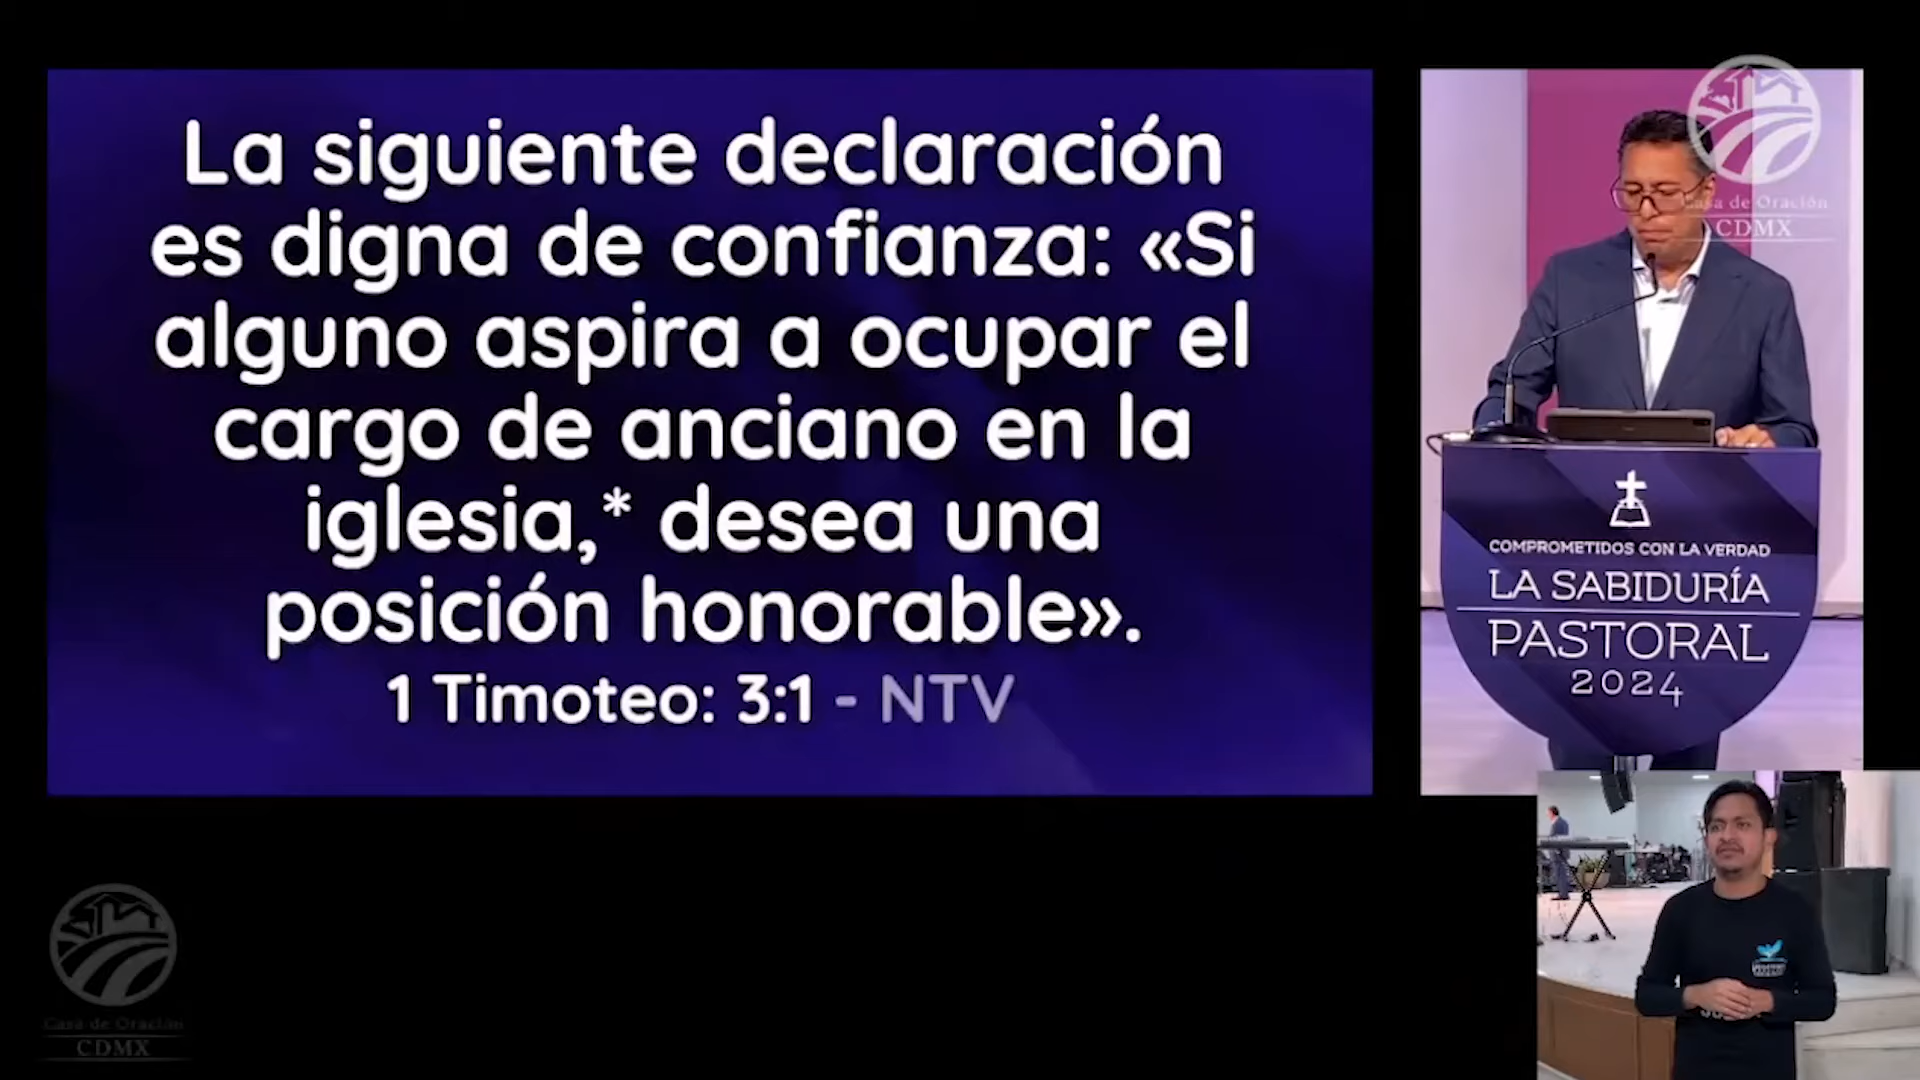 La siguiente declaración
es digna de confianza: «Si
alguno aspira a ocupar el
cargo de anciano en la
iglesia,* desea una
posición honorable».
1 Timoteo: 3:1 - NTV
Casa de Oración
CDMX
COMPROMETIDOS CON LA VERDAD
LA SABIDURÍA
PASTORAL
2024
Casa de Oración
CDMX